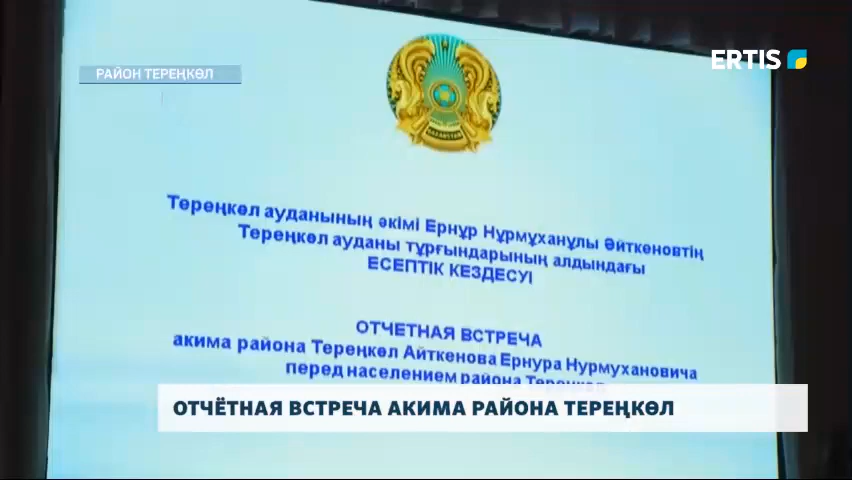 РАЙОН ТЕРЕҢКӨЛ
ERTIS
ҚАЗАҚСТАН
Тереңкөл ауданының әкімі Ернұр Нұрмұханұлы Әйткеновтің
Тереңкөл ауданы тұрғындарының алдындағы
ЕСЕПТІК КЕЗДЕСУІ
ОТЧЕТНАЯ ВСТРЕЧА
акима района Тереңкөл Айткенова Ернура Нурмухановича
перед населением района
ОТЧЁТНАЯ ВСТРЕЧА АКИМА РАЙОНА ТЕРЕҢКӨЛ